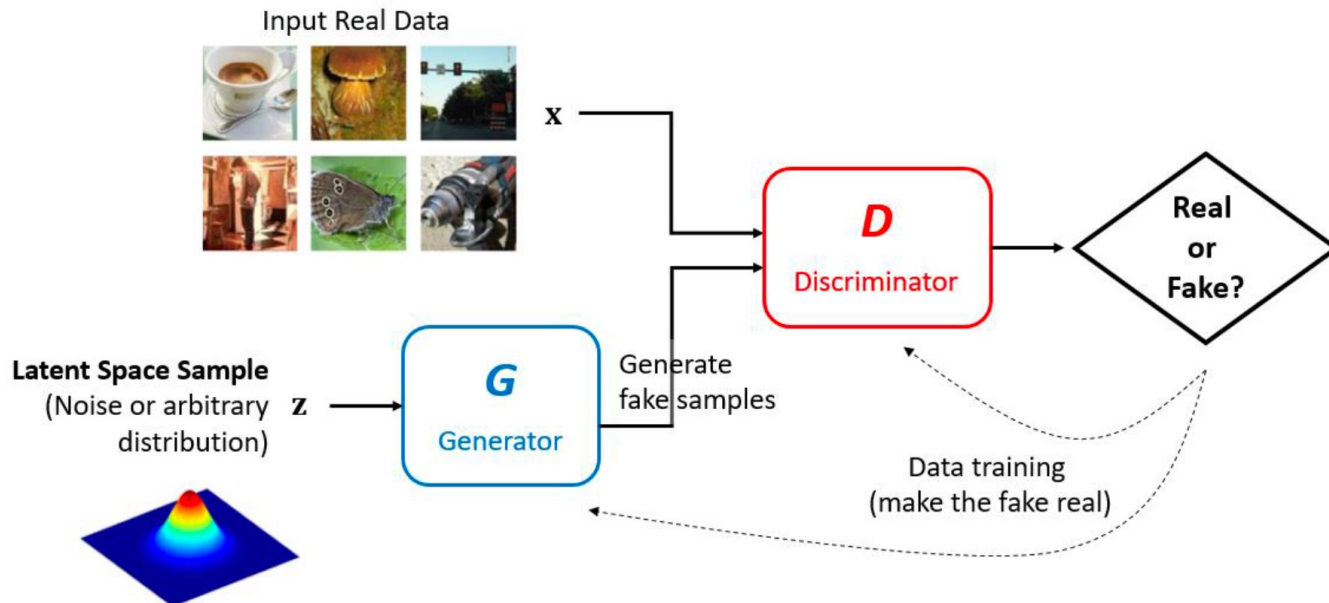 Input Real Data
x
D
Discriminator
Real
or
Fake?
Latent Space Sample
(Noise or arbitrary
distribution)
z
G
Generator
Generate
fake samples
Data training
(make the fake real)